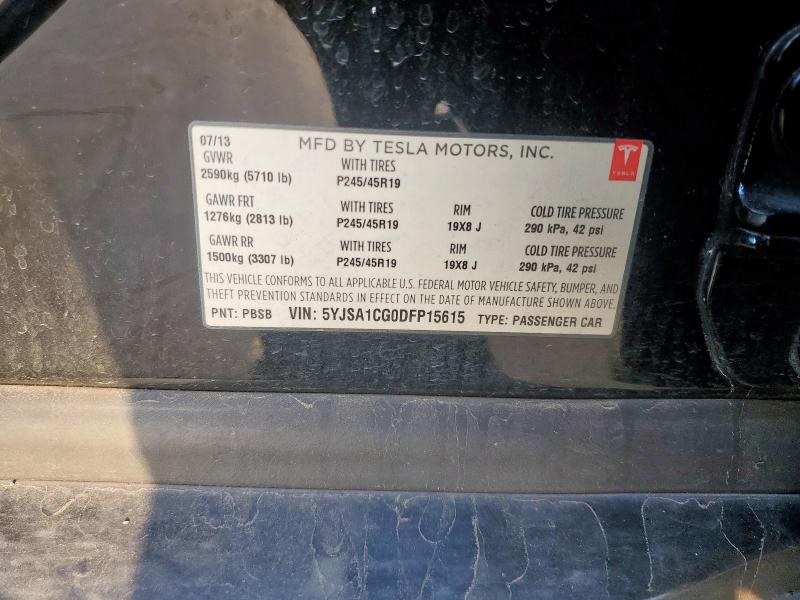 07/13 MFD BY TESLA MOTORS, INC.
TESLA
GVWR WITH TIRES
2590kg (5710 lb) P245/45R19
GAWR FRT WITH TIRES RIM COLD TIRE PRESSURE
1276kg (2813 lb) P245/45R19 19X8 J 290 kPa, 42 psi
GAWR RR WITH TIRES RIM COLD TIRE PRESSURE
1500kg (3307 lb) P245/45R19 19X8 J 290 kPa, 42 psi
THIS VEHICLE CONFORMS TO ALL APPLICABLE U.S. FEDERAL MOTOR VEHICLE SAFETY, BUMPER, AND
THEFT PREVENTION STANDARDS IN EFFECT ON THE DATE OF MANUFACTURE SHOWN ABOVE.
PNT: PBSB VIN: 5YJSA1CG0DFP15615 TYPE: PASSENGER CAR